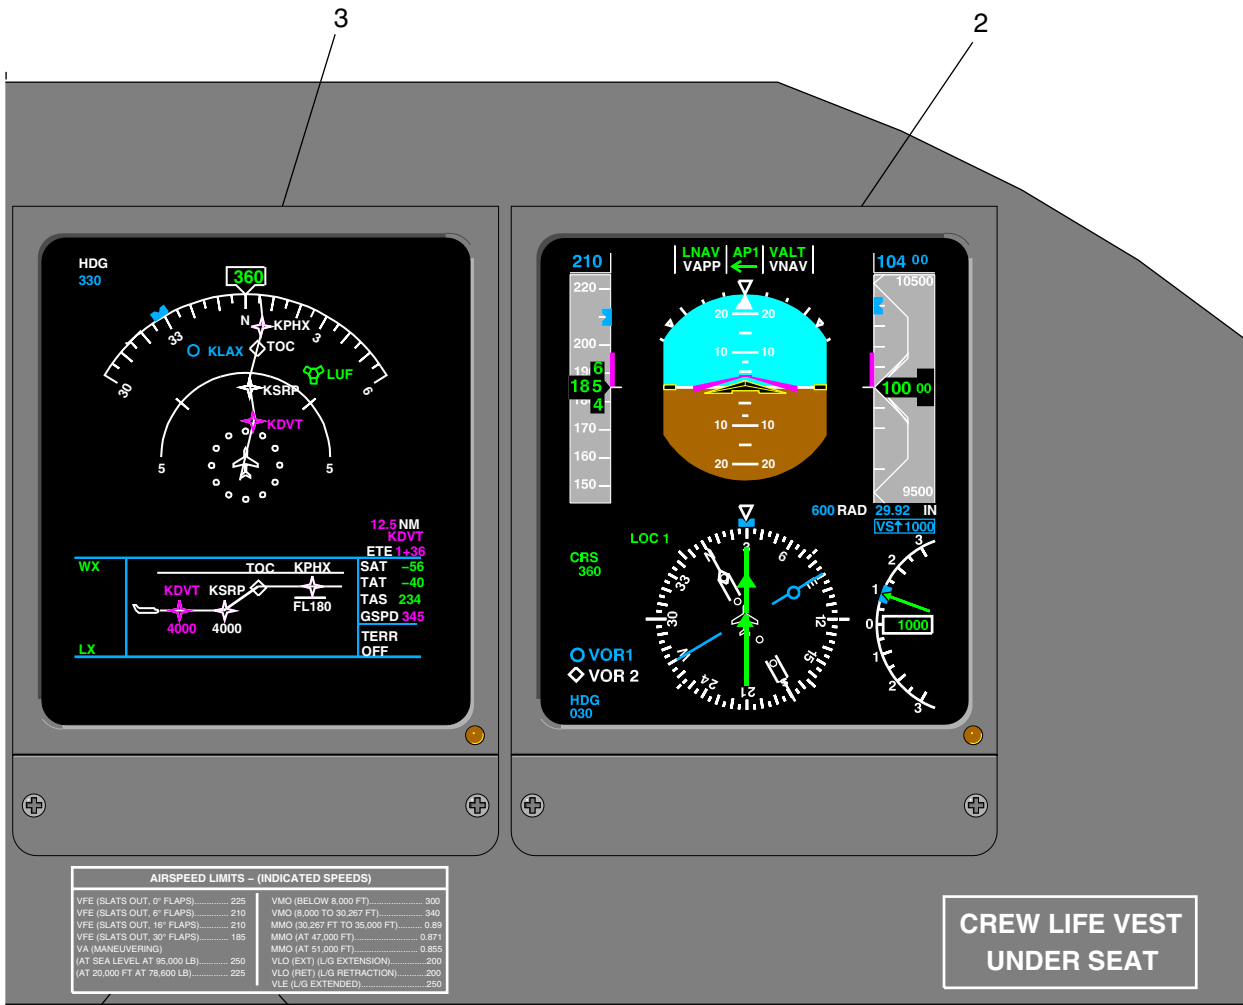 3
2
HDG
330
360
N
33
30
3
6
KPHX
TOC
KLAX
LUF
KSRP
KDVT
5
5
12.5 NM
KDVT
ETE 1+36
WX
SAT –56
TAT –40
TAS 234
GSPD 345
TERR
OFF
LX
TOC KPHX
KDVT KSRP
FL180
4000 4000
210
LNAV AP1 VALT
VAPP VNAV
104 00
220
200
19
185
6
4
18
170
160
150
20 20
10 10
10 10
20 20
10500
100 00
9500
600 RAD 29.92 IN
VS↑1000
LOC 1
CRS
360
N
3
6
E
12
15
S
21
24
W
30
33
VOR1
VOR 2
HDG
030
3
2
1
0
1000
1
2
3
AIRSPEED LIMITS – (INDICATED SPEEDS)
VFE (SLATS OUT, 0° FLAPS)............. 225
VFE (SLATS OUT, 6° FLAPS)............. 210
VFE (SLATS OUT, 16° FLAPS)........... 210
VFE (SLATS OUT, 30° FLAPS)........... 185
VA (MANEUVERING)
(AT SEA LEVEL AT 95,000 LB)........... 250
(AT 20,000 FT AT 78,600 LB)............. 225
VMO (BELOW 8,000 FT)................... 300
VMO (8,000 TO 30,267 FT)................ 340
MMO (30,267 FT TO 35,000 FT)......... 0.89
MMO (AT 47,000 FT)....................... 0.871
MMO (AT 51,000 FT)....................... 0.855
VLO (EXT) (L/G EXTENSION).............200
VLO (RET) (L/G RETRACTION)...........200
VLE (L/G EXTENDED).......................250
CREW LIFE VEST
UNDER SEAT